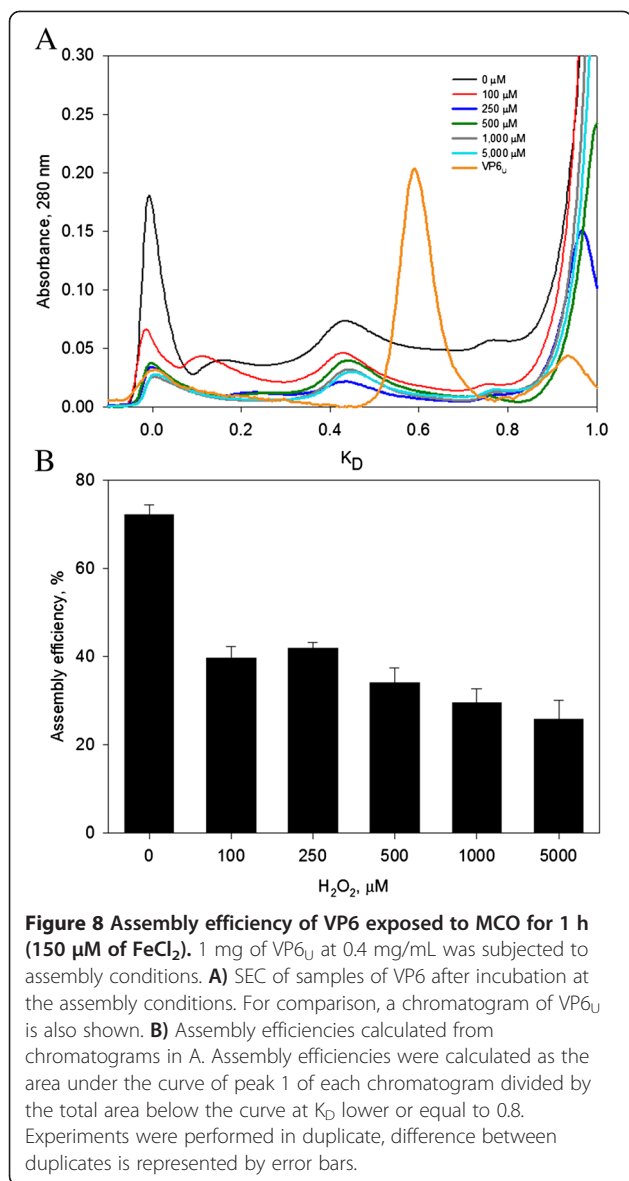 A
0.30
0.25
0.20
0.15
0.10
0.05
0.00
Absorbance, 280 nm
0 µM
100 µM
250 µM
500 µM
1,000 µM
5,000 µM
VP6U
0.0 0.2 0.4 0.6 0.8 1.0
KD
B
80
60
40
20
0
Assembly efficiency, %
0 100 250 500 1000 5000
H2O2, µM
Figure 8 Assembly efficiency of VP6 exposed to MCO for 1 h
(150 µM of FeCl2). 1 mg of VP6U at 0.4 mg/mL was subjected to
assembly conditions. A) SEC of samples of VP6 after incubation at
the assembly conditions. For comparison, a chromatogram of VP6U
is also shown. B) Assembly efficiencies calculated from
chromatograms in A. Assembly efficiencies were calculated as the
area under the curve of peak 1 of each chromatogram divided by
the total area below the curve at KD lower or equal to 0.8.
Experiments were performed in duplicate, difference between
duplicates is represented by error bars.